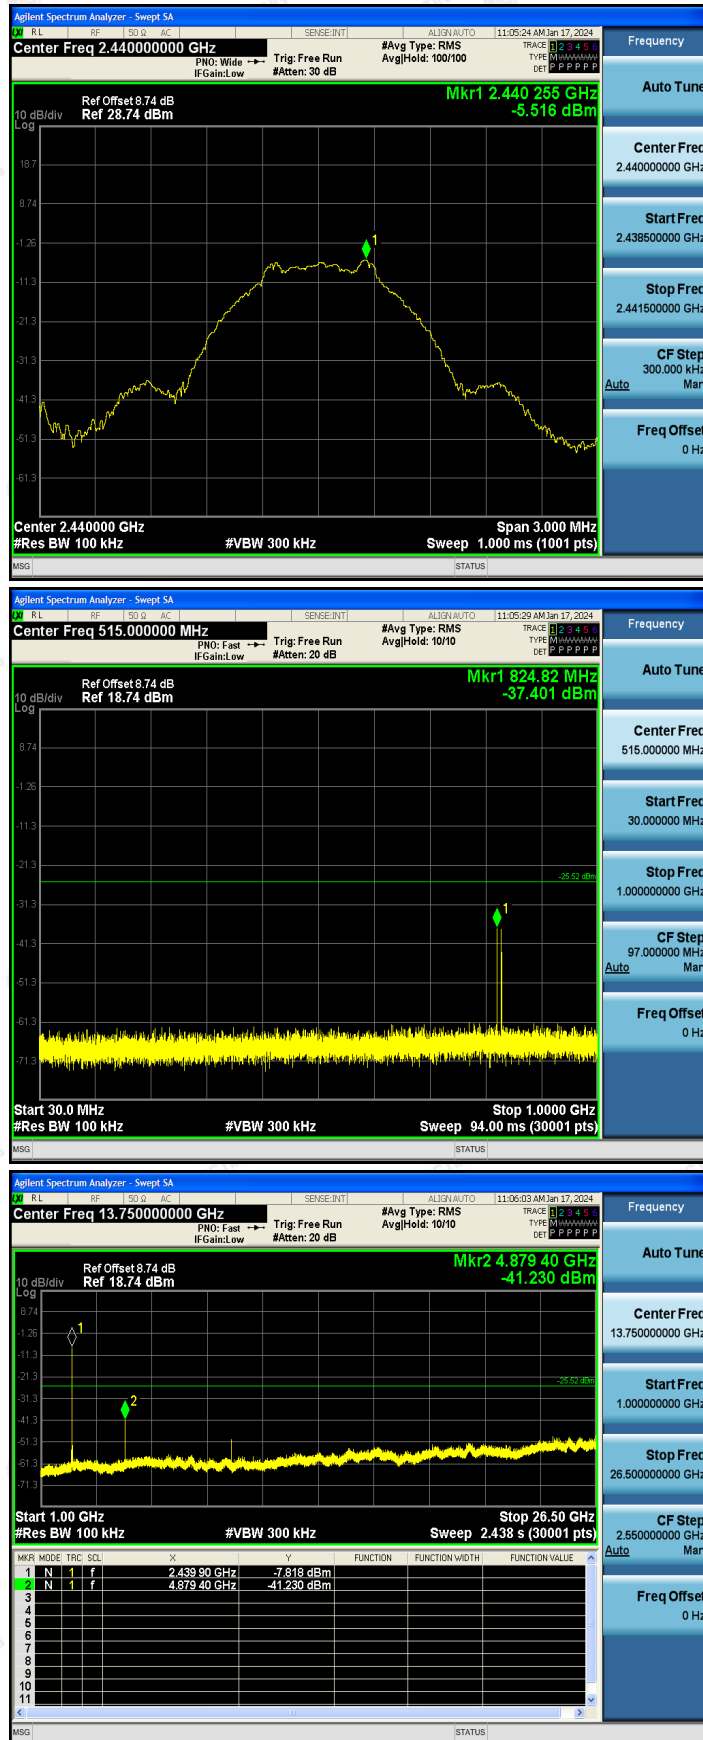 Agilent Spectrum Analyzer - Swept SA
LXI RL RF 50 Ω AC SENSE:INT ALIGNAUTO 11:05:24 AM Jan 17, 2024
Center Freq 2.440000000 GHz #Avg Type: RMS TRACE 1 2 3 4 5 6
PNO: Wide Trig: Free Run Avg|Hold: 100/100 TYPE M WWWWW
IFGain:Low #Atten: 30 dB DET P P P P P P
Ref Offset 8.74 dB Mkr1 2.440 255 GHz
10 dB/div Ref 28.74 dBm -5.516 dBm
Log
18.7
8.74
-1.26
1
-11.3
-21.3
-31.3
-41.3
-51.3
-61.3
Center 2.440000 GHz Span 3.000 MHz
#Res BW 100 kHz #VBW 300 kHz Sweep 1.000 ms (1001 pts)
MSG STATUS
Frequency
Auto Tune
Center Freq
2.440000000 GHz
Start Freq
2.438500000 GHz
Stop Freq
2.441500000 GHz
CF Step
300.000 kHz
Auto Man
Freq Offset
0 Hz
Agilent Spectrum Analyzer - Swept SA
LXI RL RF 50 Ω AC SENSE:INT ALIGNAUTO 11:05:29 AM Jan 17, 2024
Center Freq 515.000000 MHz #Avg Type: RMS TRACE 1 2 3 4 5 6
PNO: Fast Trig: Free Run Avg|Hold: 10/10 TYPE M WWWWW
IFGain:Low #Atten: 20 dB DET P P P P P P
Ref Offset 8.74 dB Mkr1 824.82 MHz
10 dB/div Ref 18.74 dBm -37.401 dBm
Log
8.74
-1.26
-11.3
-21.3
-25.52 dBm
-31.3
1
-41.3
-51.3
-61.3
-71.3
Start 30.0 MHz Stop 1.0000 GHz
#Res BW 100 kHz #VBW 300 kHz Sweep 94.00 ms (30001 pts)
MSG STATUS
Frequency
Auto Tune
Center Freq
515.000000 MHz
Start Freq
30.000000 MHz
Stop Freq
1.000000000 GHz
CF Step
97.000000 MHz
Auto Man
Freq Offset
0 Hz
Agilent Spectrum Analyzer - Swept SA
LXI RL RF 50 Ω AC SENSE:INT ALIGNAUTO 11:06:03 AM Jan 17, 2024
Center Freq 13.750000000 GHz #Avg Type: RMS TRACE 1 2 3 4 5 6
PNO: Fast Trig: Free Run Avg|Hold: 10/10 TYPE M WWWWW
IFGain:Low #Atten: 20 dB DET P P P P P P
Ref Offset 8.74 dB Mkr2 4.879 40 GHz
10 dB/div Ref 18.74 dBm -41.230 dBm
Log
8.74
1
-1.26
-11.3
-21.3
-25.52 dBm
-31.3
2
-41.3
-51.3
-61.3
-71.3
Start 1.00 GHz Stop 26.50 GHz
#Res BW 100 kHz #VBW 300 kHz Sweep 2.438 s (30001 pts)
MKR MODE TRC SCL X Y FUNCTION FUNCTION WIDTH FUNCTION VALUE
1 N 1 f 2.439 90 GHz -7.818 dBm
2 N 1 f 4.879 40 GHz -41.230 dBm
3
4
5
6
7
8
9
10
11
MSG STATUS
Frequency
Auto Tune
Center Freq
13.750000000 GHz
Start Freq
1.000000000 GHz
Stop Freq
26.500000000 GHz
CF Step
2.550000000 GHz
Auto Man
Freq Offset
0 Hz